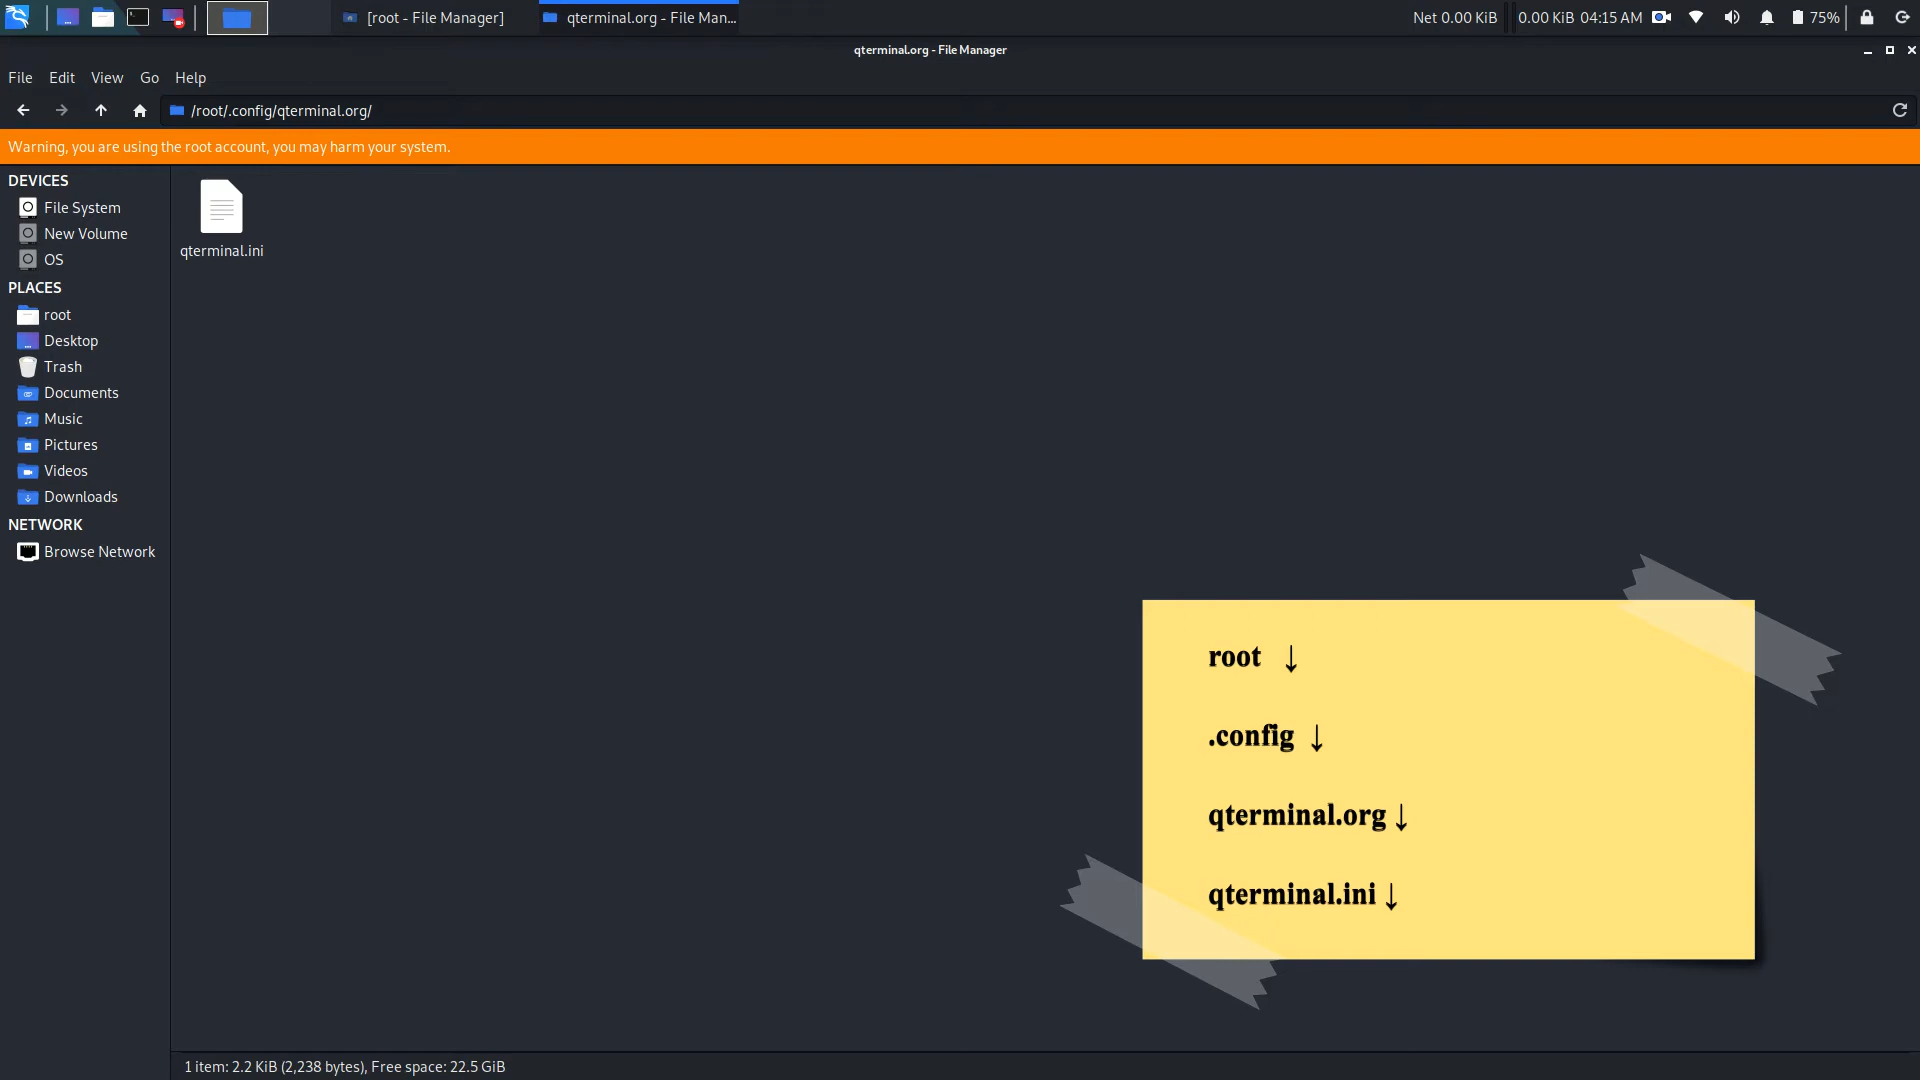 [root - File Manager]
qterminal.org - File Man...
Net 0.00 KiB
0.00 KiB 04:15 AM
75%
qterminal.org - File Manager
File Edit View Go Help
/root/.config/qterminal.org/
Warning, you are using the root account, you may harm your system.
DEVICES
File System
New Volume
OS
PLACES
root
Desktop
Trash
Documents
Music
Pictures
Videos
Downloads
NETWORK
Browse Network
qterminal.ini
root ↓
.config ↓
qterminal.org ↓
qterminal.ini ↓
1 item: 2.2 KiB (2,238 bytes), Free space: 22.5 GiB